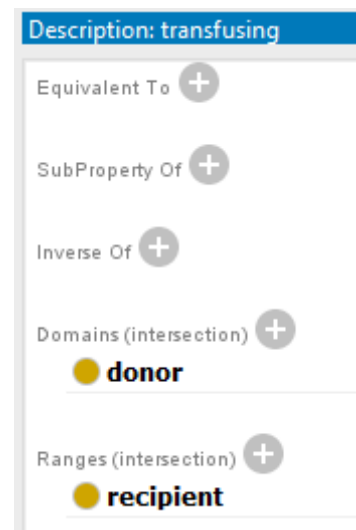 Description: transfusing
Equivalent To
SubProperty Of
Inverse Of
Domains (intersection)
donor
Ranges (intersection)
recipient